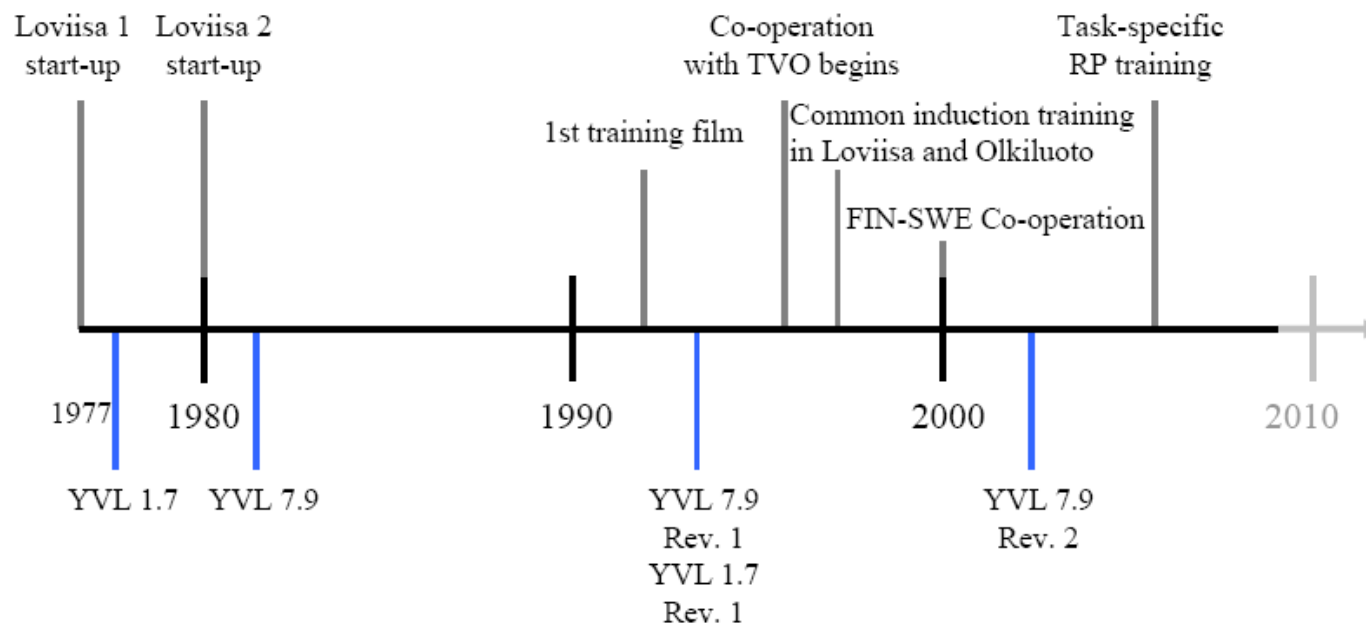 Loviisa 1
start-up
Loviisa 2
start-up
Co-operation
with TVO begins
Task-specific
RP training
1st training film
Common induction training
in Loviisa and Olkiluoto
FIN-SWE Co-operation
1977
1980
1990
2000
2010
YVL 1.7
YVL 7.9
YVL 7.9
Rev. 1
YVL 1.7
Rev. 1
YVL 7.9
Rev. 2